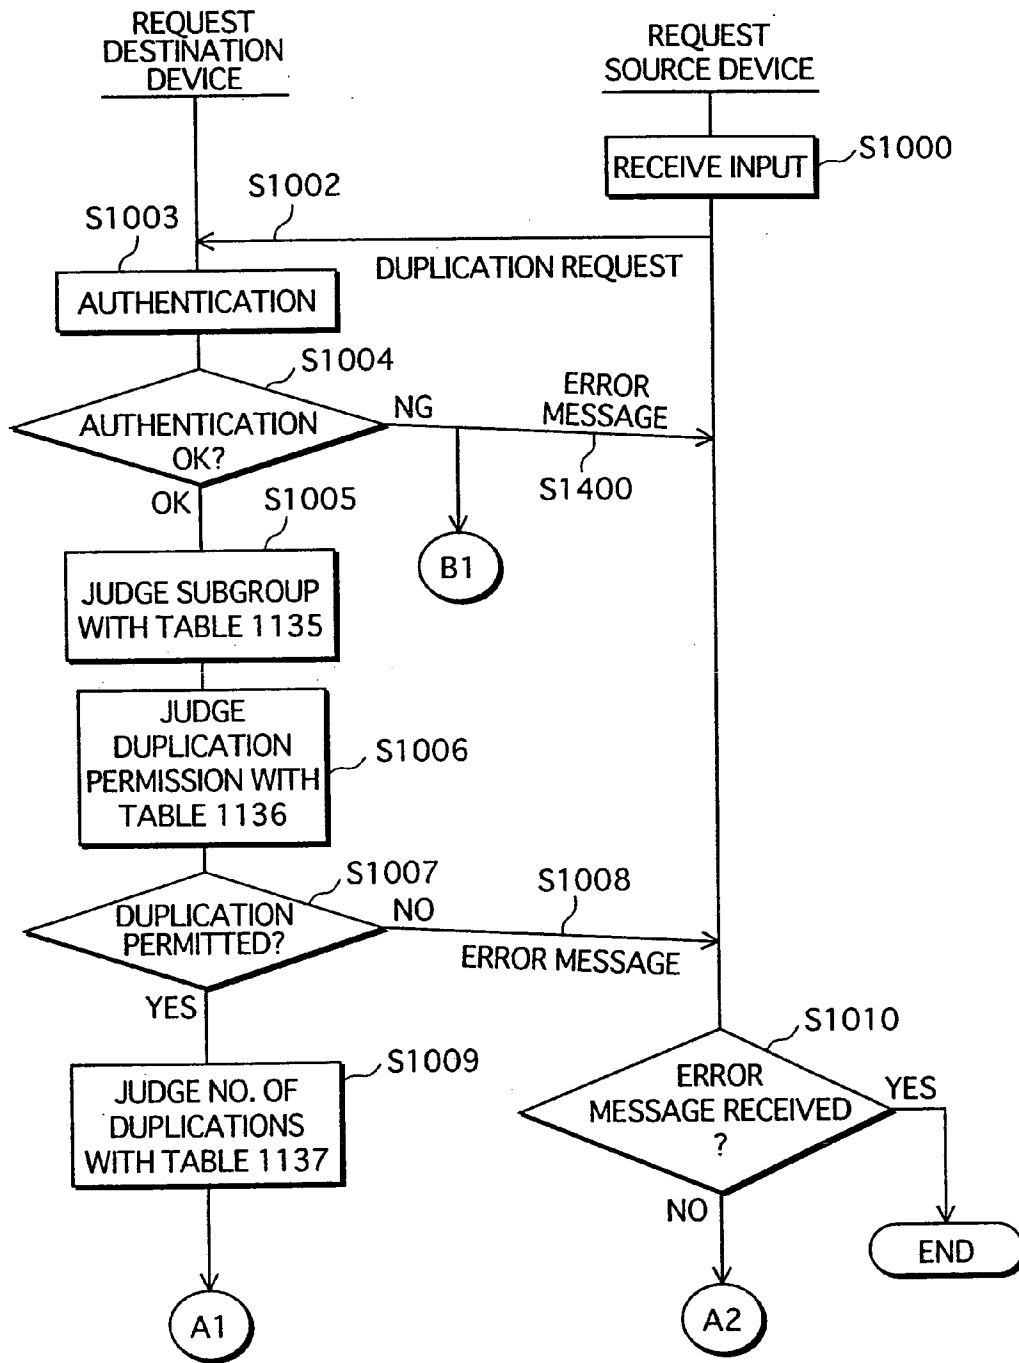 REQUEST
DESTINATION
DEVICE
REQUEST
SOURCE DEVICE
RECEIVE INPUT
S1000
S1002
S1003
DUPLICATION REQUEST
AUTHENTICATION
S1004
AUTHENTICATION
OK?
NG
ERROR
MESSAGE
S1400
OK
B1
S1005
JUDGE SUBGROUP
WITH TABLE 1135
JUDGE
DUPLICATION
PERMISSION WITH
TABLE 1136
S1006
S1007
DUPLICATION
PERMITTED?
NO
S1008
ERROR MESSAGE
YES
S1009
JUDGE NO. OF
DUPLICATIONS
WITH TABLE 1137
S1010
ERROR
MESSAGE RECEIVED
?
YES
NO
END
A1
A2